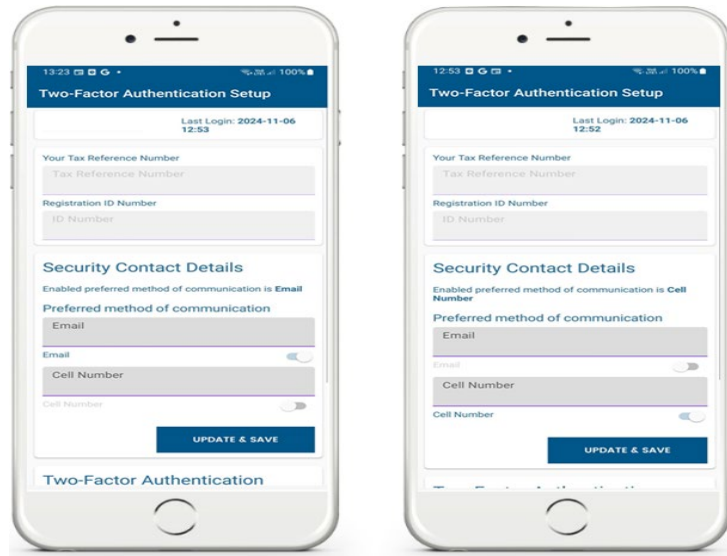 13:23
100%
Two-Factor Authentication Setup
Last Login: 2024-11-06
12:53
Your Tax Reference Number
Tax Reference Number
Registration ID Number
ID Number
Security Contact Details
Enabled preferred method of communication is Email
Preferred method of communication
Email
Email
Cell Number
Cell Number
UPDATE & SAVE
Two-Factor Authentication
12:53
100%
Two-Factor Authentication Setup
Last Login: 2024-11-06
12:52
Your Tax Reference Number
Tax Reference Number
Registration ID Number
ID Number
Security Contact Details
Enabled preferred method of communication is Cell
Number
Preferred method of communication
Email
Email
Cell Number
Cell Number
UPDATE & SAVE